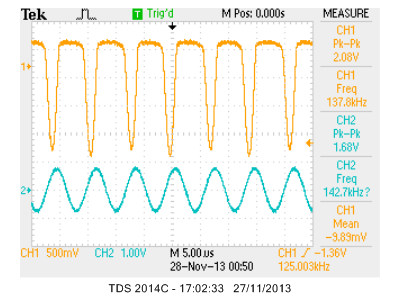 Tek T Trig'd M Pos: 0.000s MEASURE
CH1
Pk-Pk
2.08V
CH1
Freq
137.8kHz
CH2
Pk-Pk
1.68V
CH2
Freq
142.7kHz?
CH1
Mean
-9.89mV
1
2
CH1 500mV CH2 1.00V M 5.00us CH1 -1.36V
28-Nov-13 00:50 125.003kHz
TDS 2014C - 17:02:33 27/11/2013